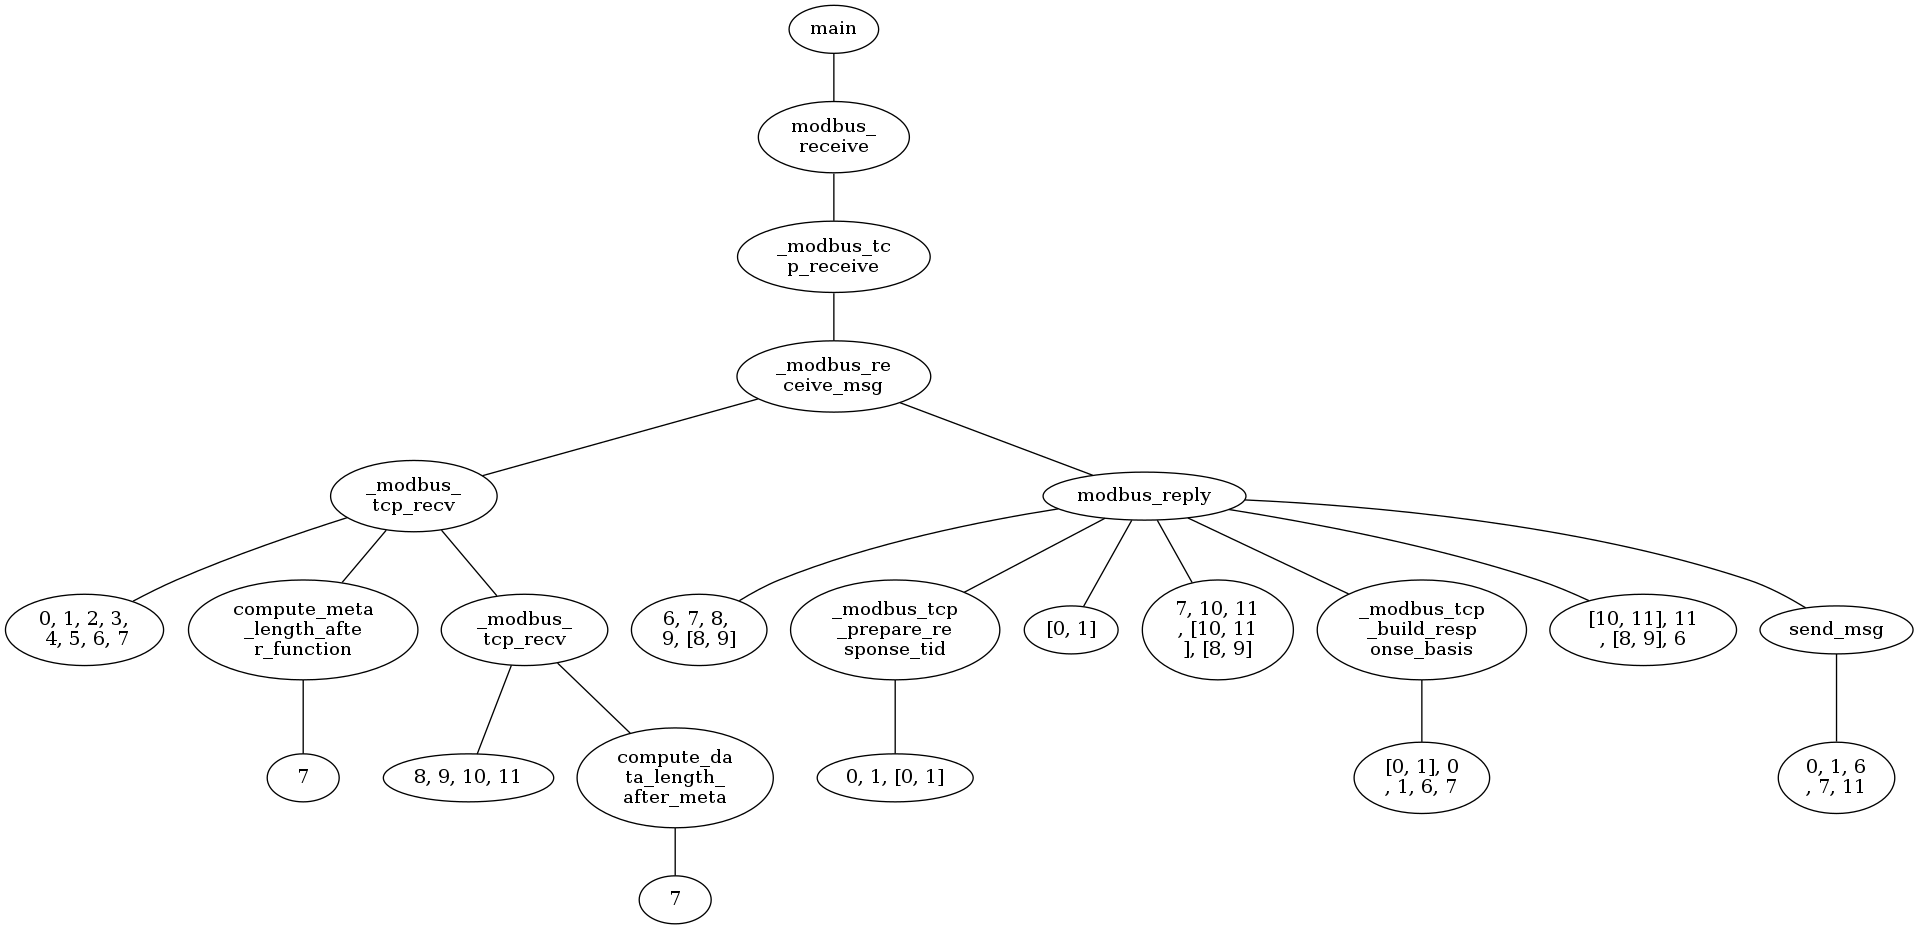 main
modbus_
receive
_modbus_tc
p_receive
_modbus_re
ceive_msg
_modbus_
tcp_recv
modbus_reply
0, 1, 2, 3,
4, 5, 6, 7
compute_meta
_length_afte
r_function
_modbus_
tcp_recv
6, 7, 8,
9, [8, 9]
_modbus_tcp
_prepare_re
sponse_tid
[0, 1]
7, 10, 11
, [10, 11
], [8, 9]
_modbus_tcp
_build_resp
onse_basis
[10, 11], 11
, [8, 9], 6
send_msg
7
8, 9, 10, 11
compute_da
ta_length_
after_meta
0, 1, [0, 1]
[0, 1], 0
, 1, 6, 7
0, 1, 6
, 7, 11
7